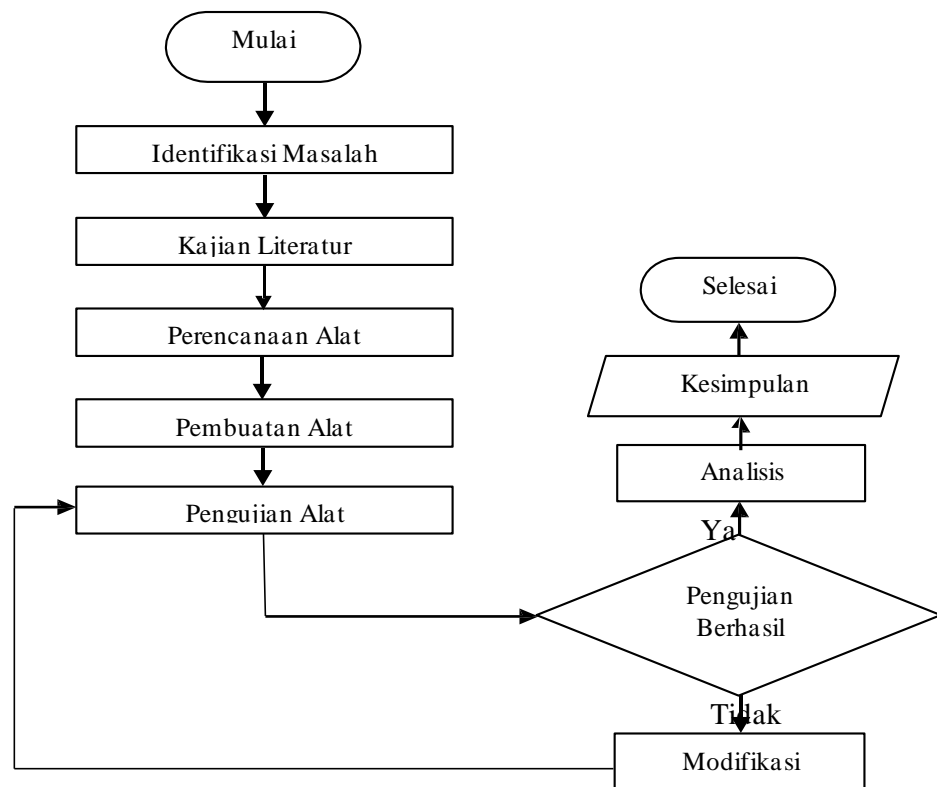 Mulai
Identifikasi Masalah
Kajian Literatur
Perencanaan Alat
Pembuatan Alat
Pengujian Alat
Pengujian
Berhasil
Ya
Analisis
Kesimpulan
Selesai
Tidak
Modifikasi